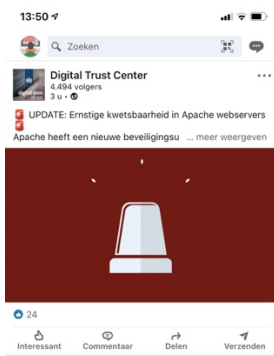 13:50
Zoeken
Digital Trust Center
4.494 volgers
3 u •
UPDATE: Ernstige kwetsbaarheid in Apache webservers
Apache heeft een nieuwe beveiligingsu ... meer weergeven
24
Interessant Commentaar Delen Verzenden